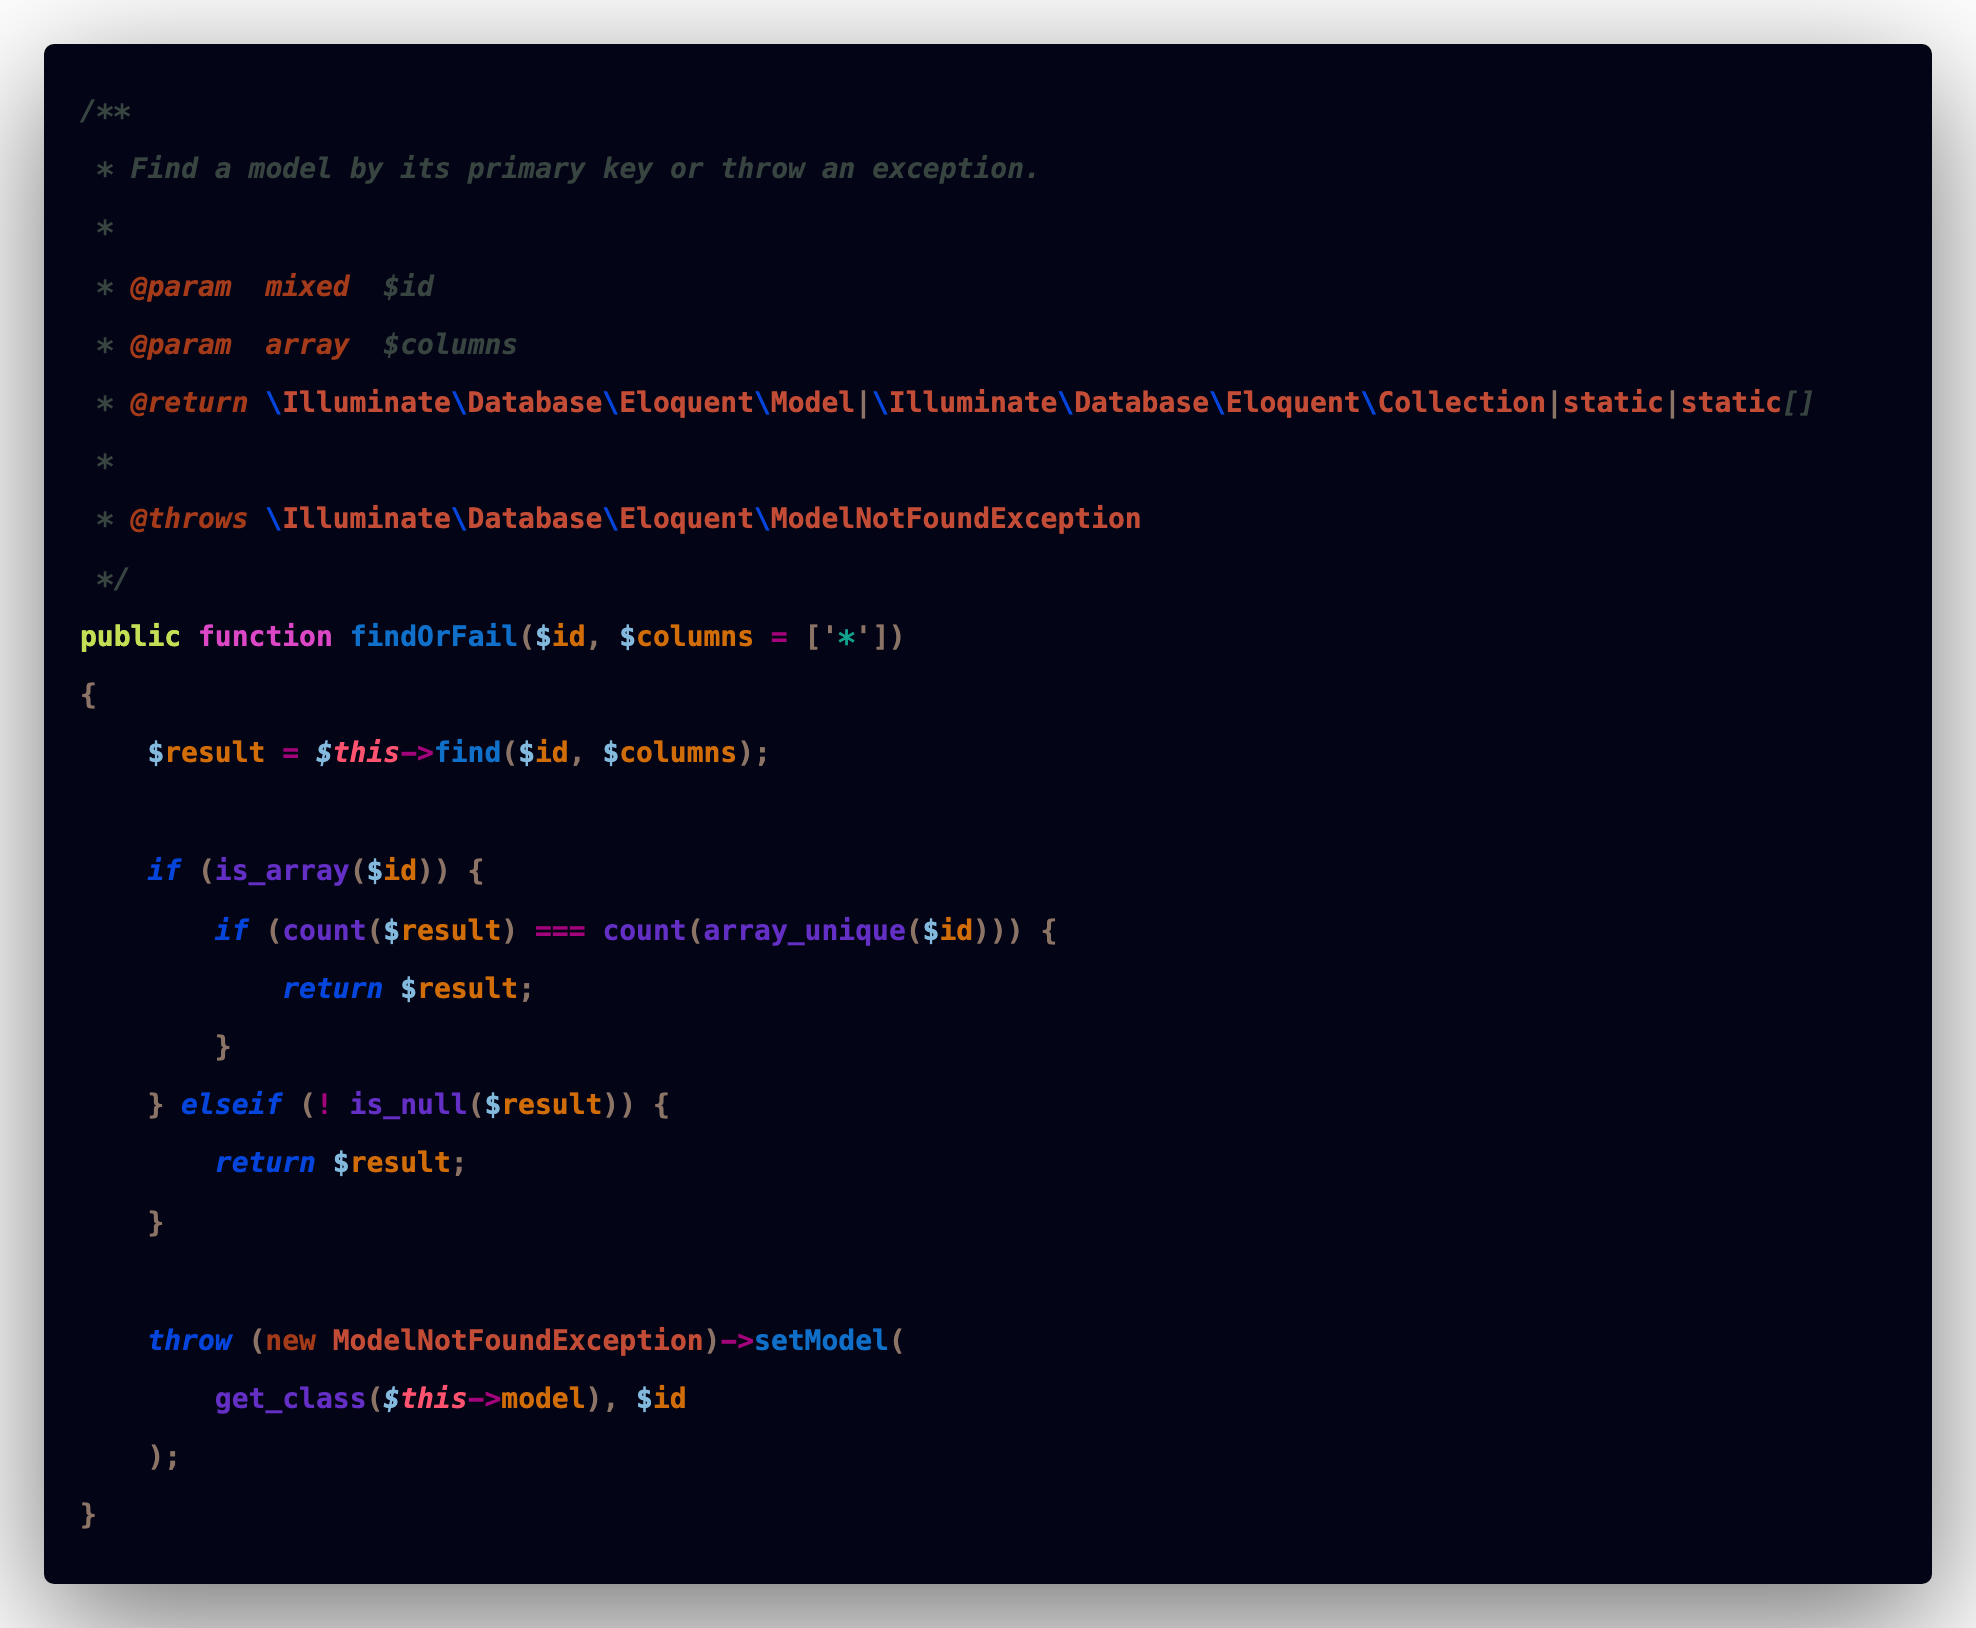 /**
 * Find a model by its primary key or throw an exception.
 *
 * @param  mixed  $id
 * @param  array  $columns
 * @return \Illuminate\Database\Eloquent\Model|\Illuminate\Database\Eloquent\Collection|static|static[]
 *
 * @throws \Illuminate\Database\Eloquent\ModelNotFoundException
 */
public function findOrFail($id, $columns = ['*'])
{
    $result = $this->find($id, $columns);

    if (is_array($id)) {
        if (count($result) === count(array_unique($id))) {
            return $result;
        }
    } elseif (! is_null($result)) {
        return $result;
    }

    throw (new ModelNotFoundException)->setModel(
        get_class($this->model), $id
    );
}